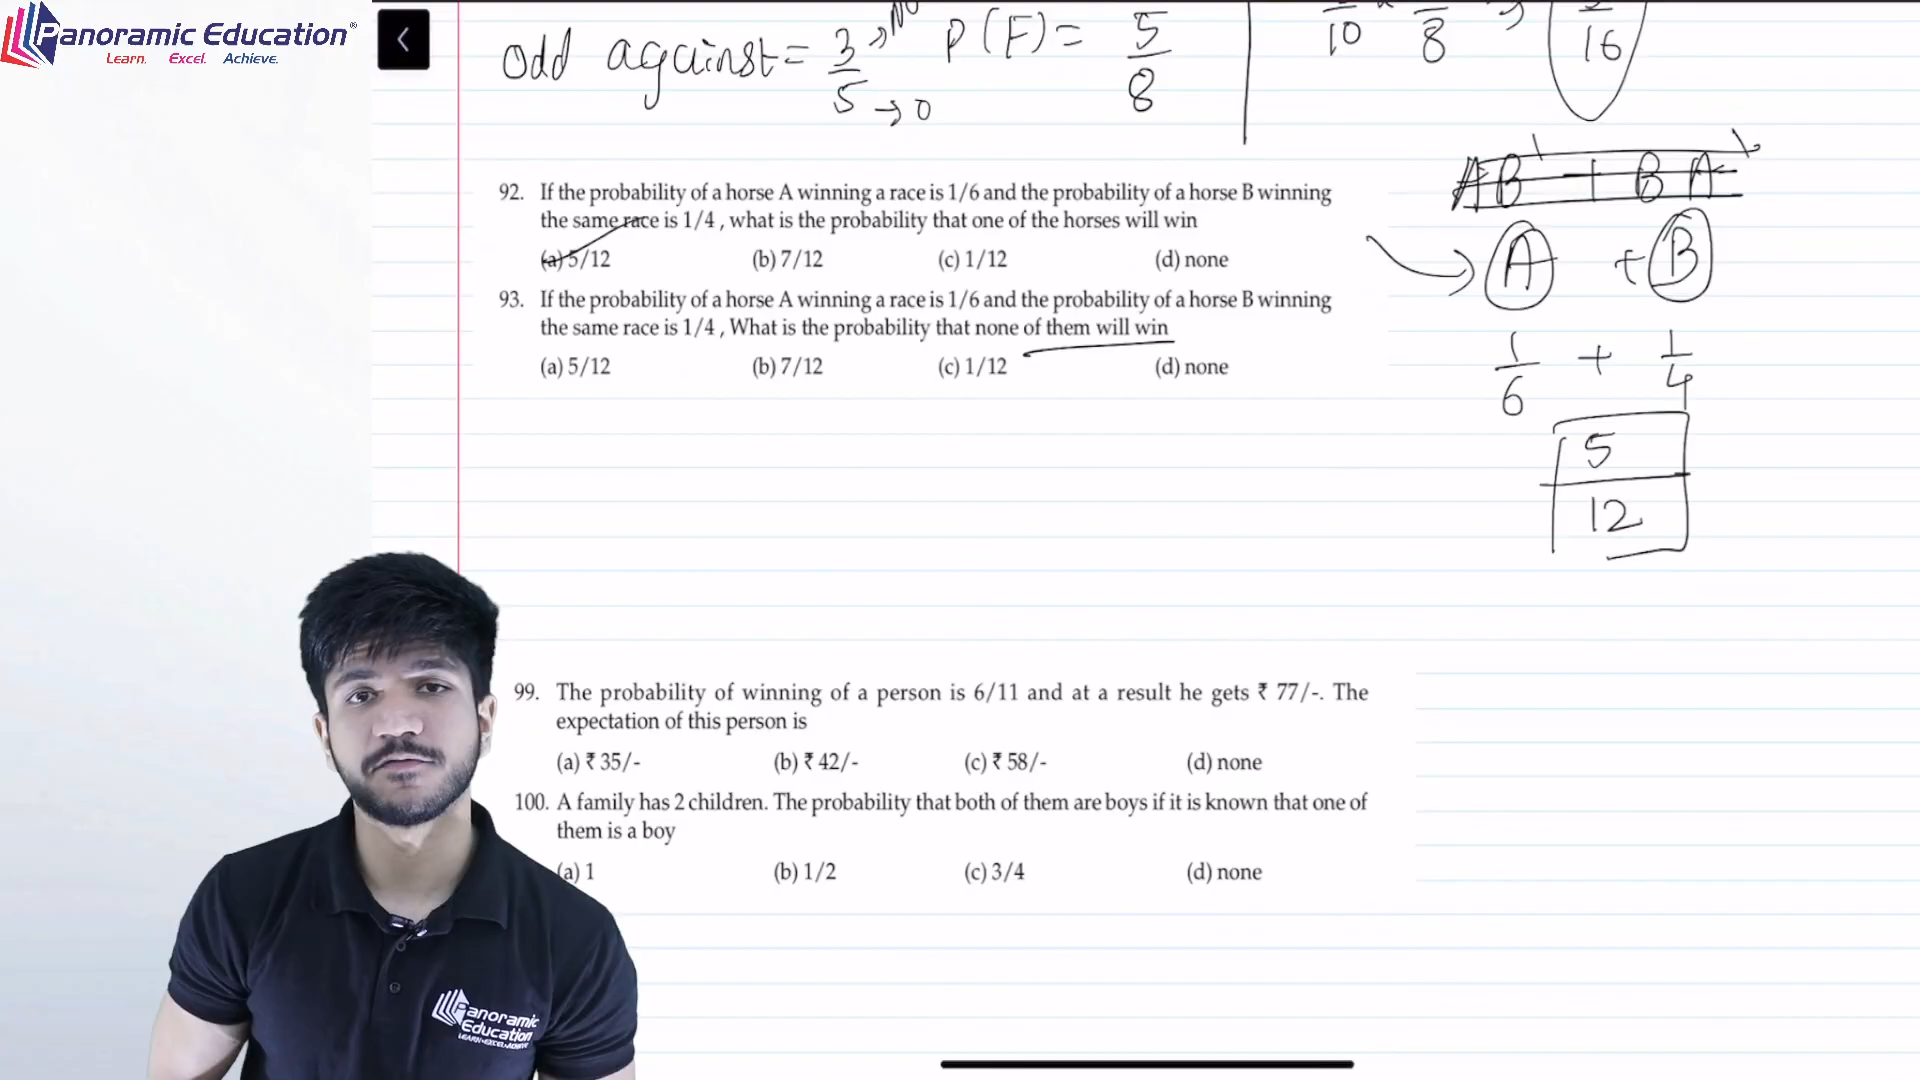 Panoramic Education®
Learn. Excel. Achieve.
odd against = 3/5 → NO → O P(F) = 5/8
10 8 16
AB + BA
92. If the probability of a horse A winning a race is 1/6 and the probability of a horse B winning
the same race is 1/4 , what is the probability that one of the horses will win
(a) 5/12 (b) 7/12 (c) 1/12 (d) none
A + B
93. If the probability of a horse A winning a race is 1/6 and the probability of a horse B winning
the same race is 1/4 , What is the probability that none of them will win
(a) 5/12 (b) 7/12 (c) 1/12 (d) none
1/6 + 1/4
5
12
99. The probability of winning of a person is 6/11 and at a result he gets ₹ 77/-. The
expectation of this person is
(a) ₹ 35/- (b) ₹ 42/- (c) ₹ 58/- (d) none
100. A family has 2 children. The probability that both of them are boys if it is known that one of
them is a boy
(a) 1 (b) 1/2 (c) 3/4 (d) none
Panoramic
Education
LEARN•EXCEL•ACHIEVE